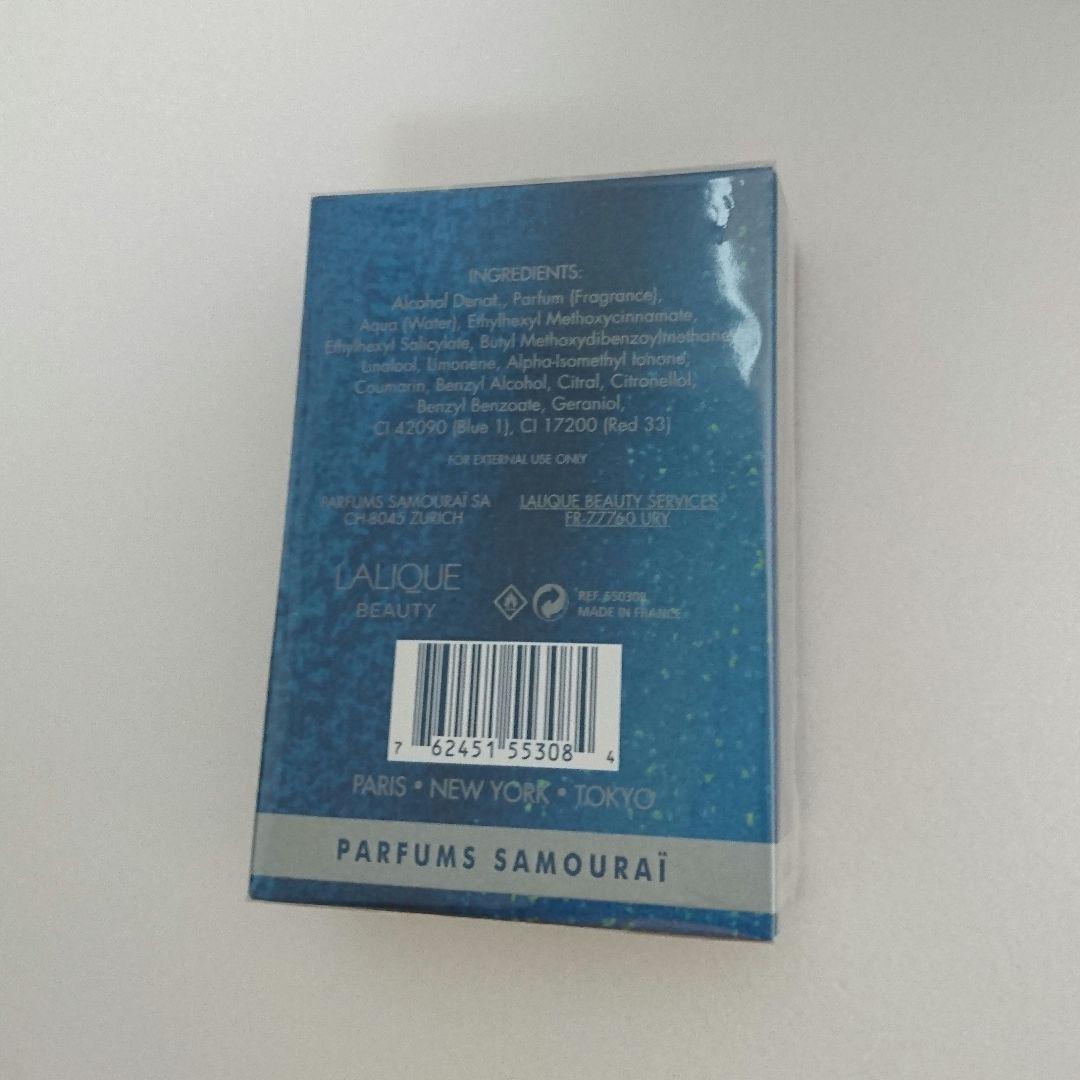 INGREDIENTS:
Alcohol Denat., Parfum (Fragrance),
Aqua (Water), Ethylhexyl Methoxycinnamate,
Ethylhexyl Salicylate, Butyl Methoxydibenzoylmethane,
Linalool, Limonene, Alpha-Isomethyl Ionone,
Coumarin, Benzyl Alcohol, Citral, Citronellol,
Benzyl Benzoate, Geraniol,
CI 42090 (Blue 1), CI 17200 (Red 33)
FOR EXTERNAL USE ONLY
PARFUMS SAMOURAÏ SA
CH-8045 ZURICH
LALIQUE BEAUTY SERVICES
FR-77760 URY
LALIQUE
BEAUTY
REF. 550308
MADE IN FRANCE
7 62451 55308 4
PARIS • NEW YORK • TOKYO
PARFUMS SAMOURAÏ